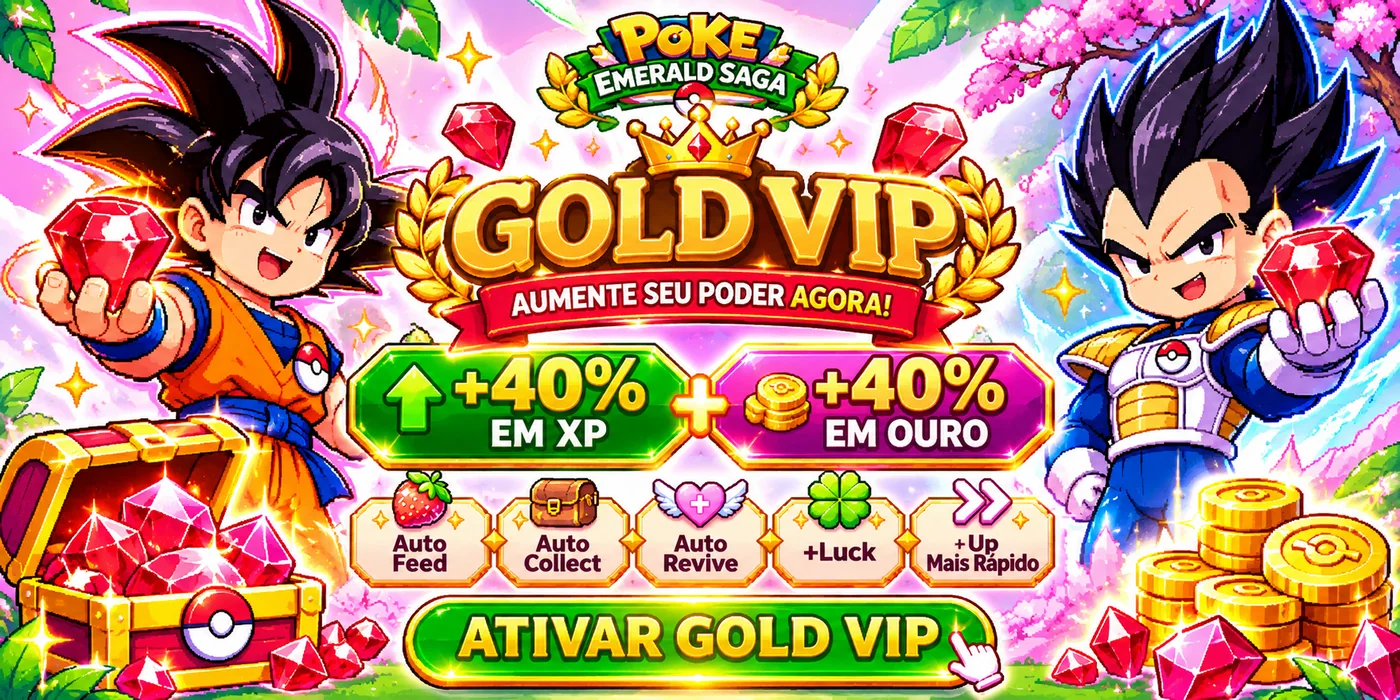 POKE
EMERALD SAGA
GOLD VIP
AUMENTE SEU PODER AGORA!
+40%
EM XP
+
+40%
EM OURO
Auto
Feed
Auto
Collect
Auto
Revive
+Luck
+Up
Mais Rápido
ATIVAR GOLD VIP